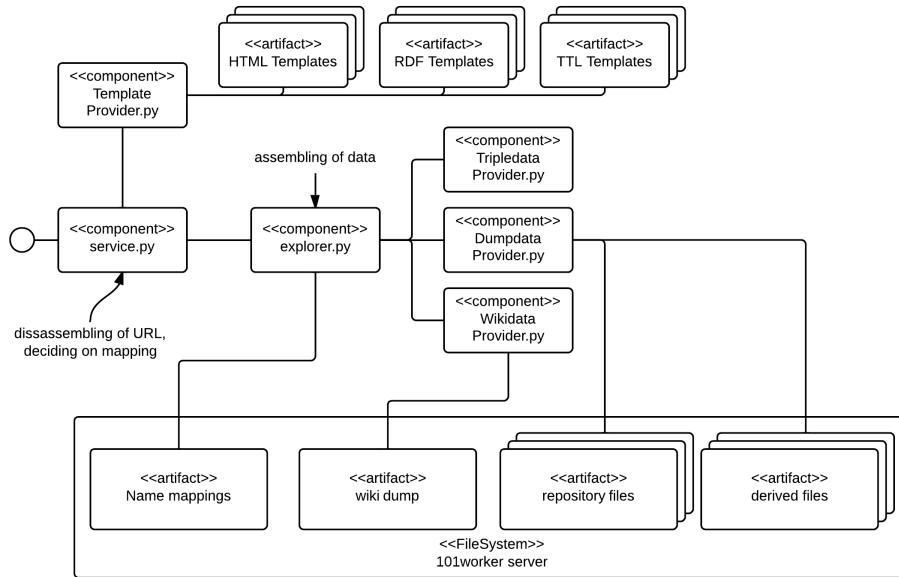 <<artifact>>
HTML Templates
<<artifact>>
RDF Templates
<<artifact>>
TTL Templates
<<component>>
Template
Provider.py
assembling of data
<<component>>
Tripledata
Provider.py
<<component>>
service.py
<<component>>
explorer.py
<<component>>
Dumpdata
Provider.py
<<component>>
Wikidata
Provider.py
dissassembling of URL,
deciding on mapping
<<artifact>>
Name mappings
<<artifact>>
wiki dump
<<artifact>>
repository files
<<artifact>>
derived files
<<FileSystem>>
101worker server